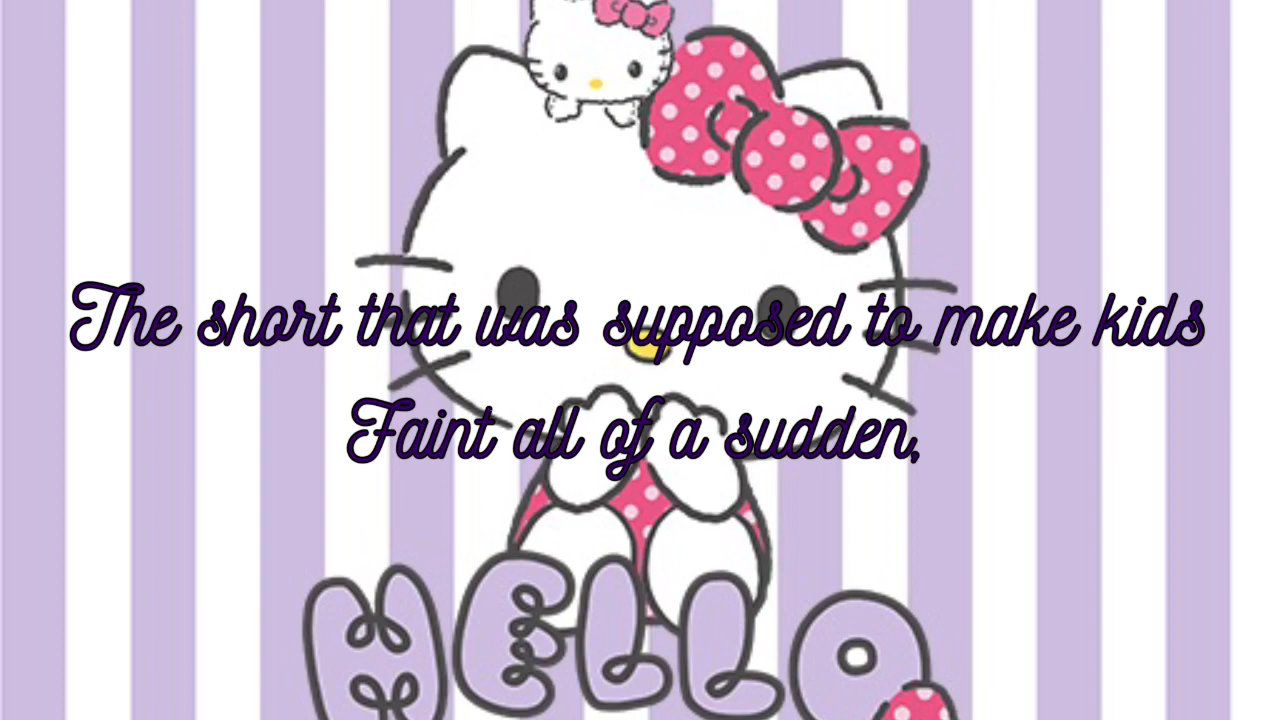 The short that was supposed to make kids
Faint all of a sudden,
HELLO